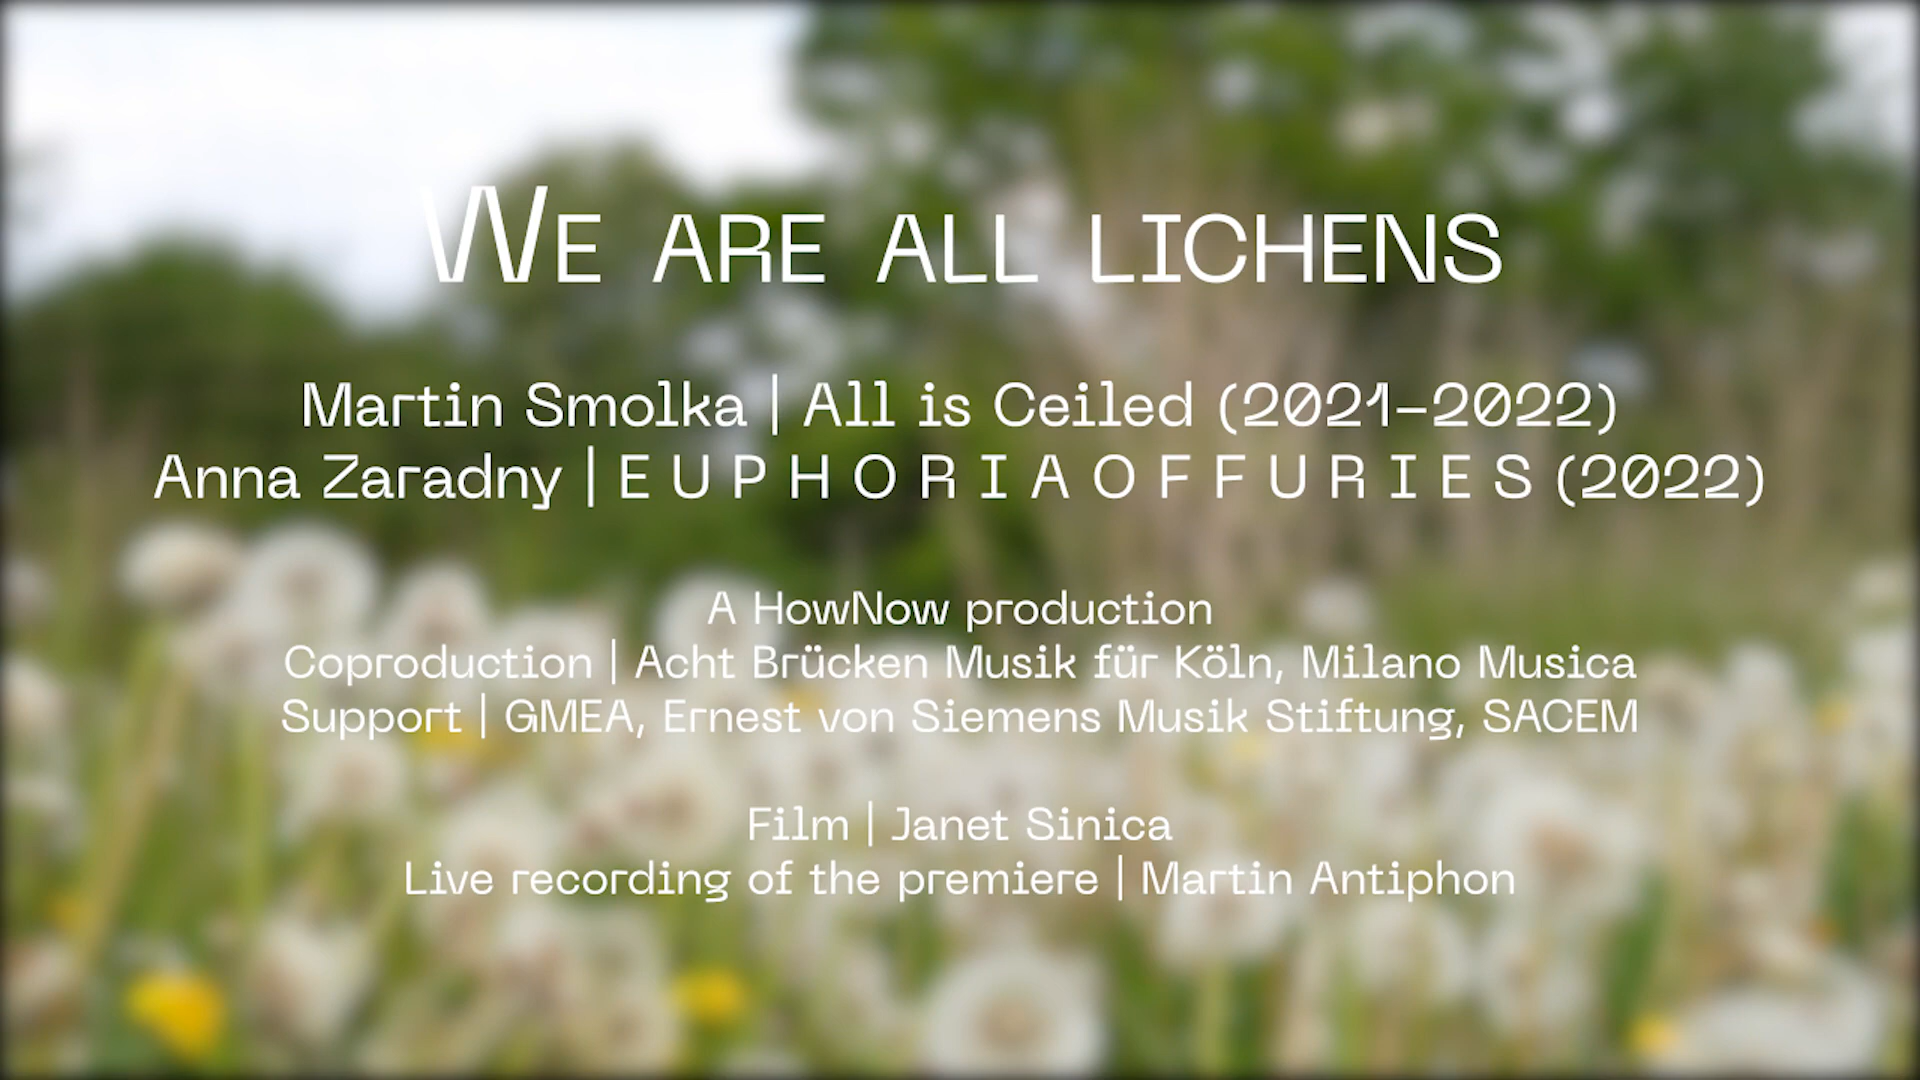 WE ARE ALL LICHENS
Martin Smolka | All is Ceiled (2021–2022)
Anna Zaradny | E U P H O R I A O F F U R I E S (2022)
A HowNow production
Coproduction | Acht Brücken Musik für Köln, Milano Musica
Support | GMEA, Ernest von Siemens Musik Stiftung, SACEM
Film | Janet Sinica
Live recording of the premiere | Martin Antiphon